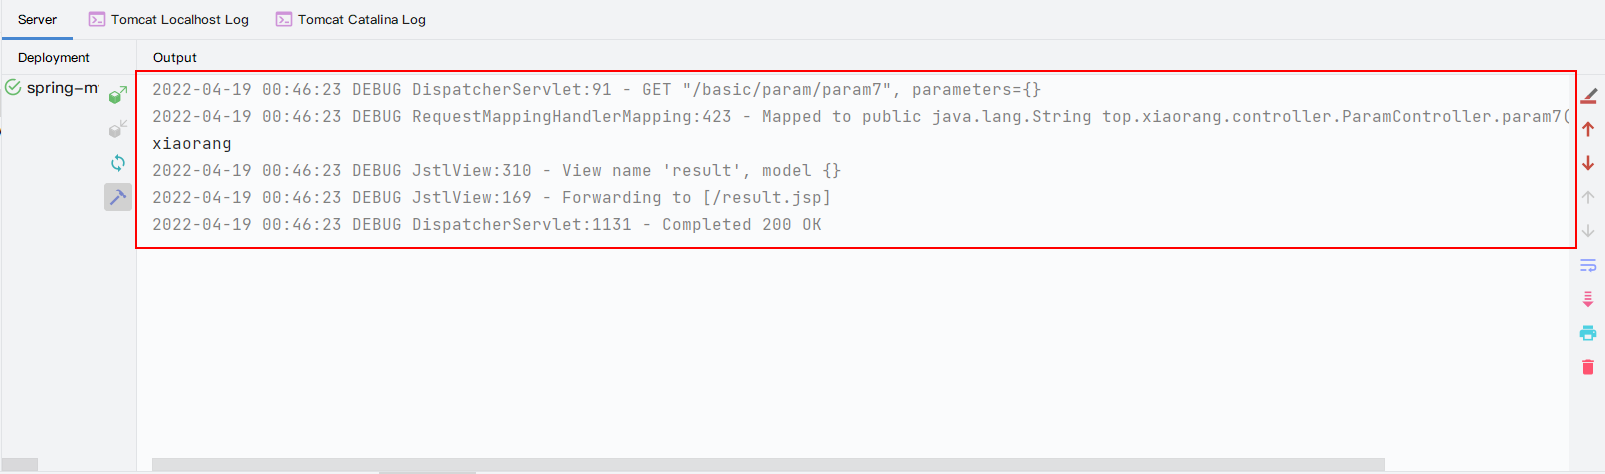 Server Tomcat Localhost Log Tomcat Catalina Log
Deployment Output
spring-m
2022-04-19 00:46:23 DEBUG DispatcherServlet:91 - GET "/basic/param/param7", parameters={}
2022-04-19 00:46:23 DEBUG RequestMappingHandlerMapping:423 - Mapped to public java.lang.String top.xiaorang.controller.ParamController.param7(
xiaorang
2022-04-19 00:46:23 DEBUG JstlView:310 - View name 'result', model {}
2022-04-19 00:46:23 DEBUG JstlView:169 - Forwarding to [/result.jsp]
2022-04-19 00:46:23 DEBUG DispatcherServlet:1131 - Completed 200 OK